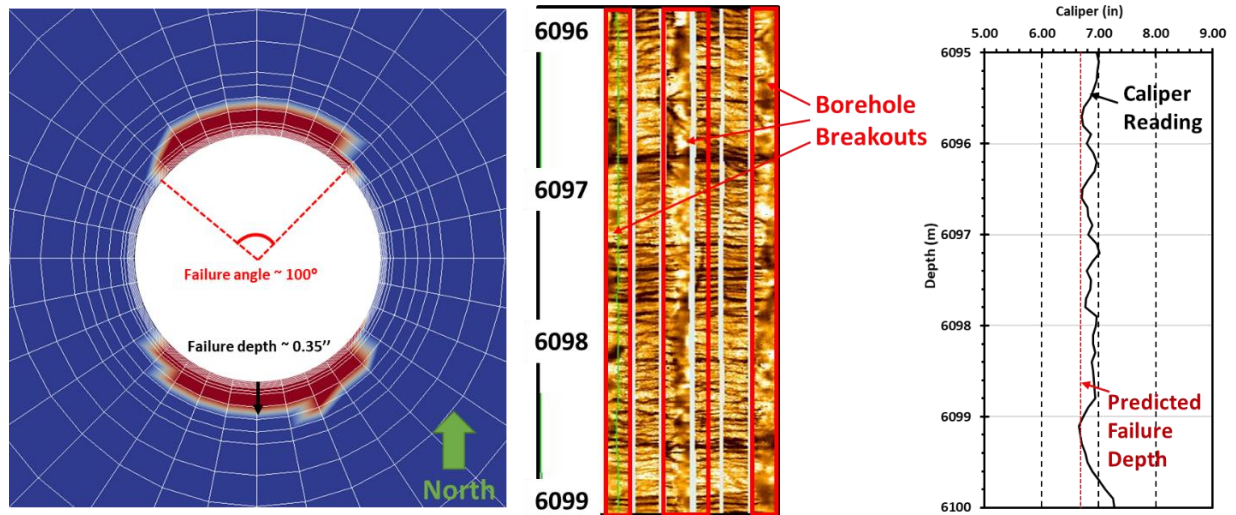 Failure angle ~ 100°
Failure depth ~ 0.35’’
North
6096
6097
6098
6099
Borehole
Breakouts
Caliper (in)
5.00 6.00 7.00 8.00 9.00
6095
6096
6097
6098
6099
6100
Depth (m)
Caliper
Reading
Predicted
Failure
Depth